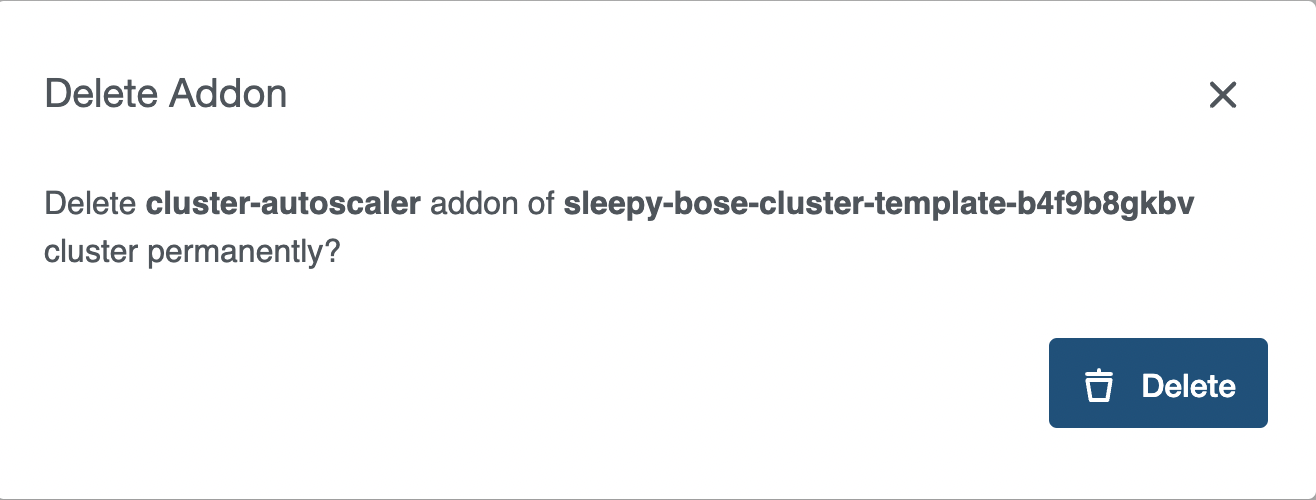 Delete Addon
Delete cluster-autoscaler addon of sleepy-bose-cluster-template-b4f9b8gkbv
cluster permanently?
Delete